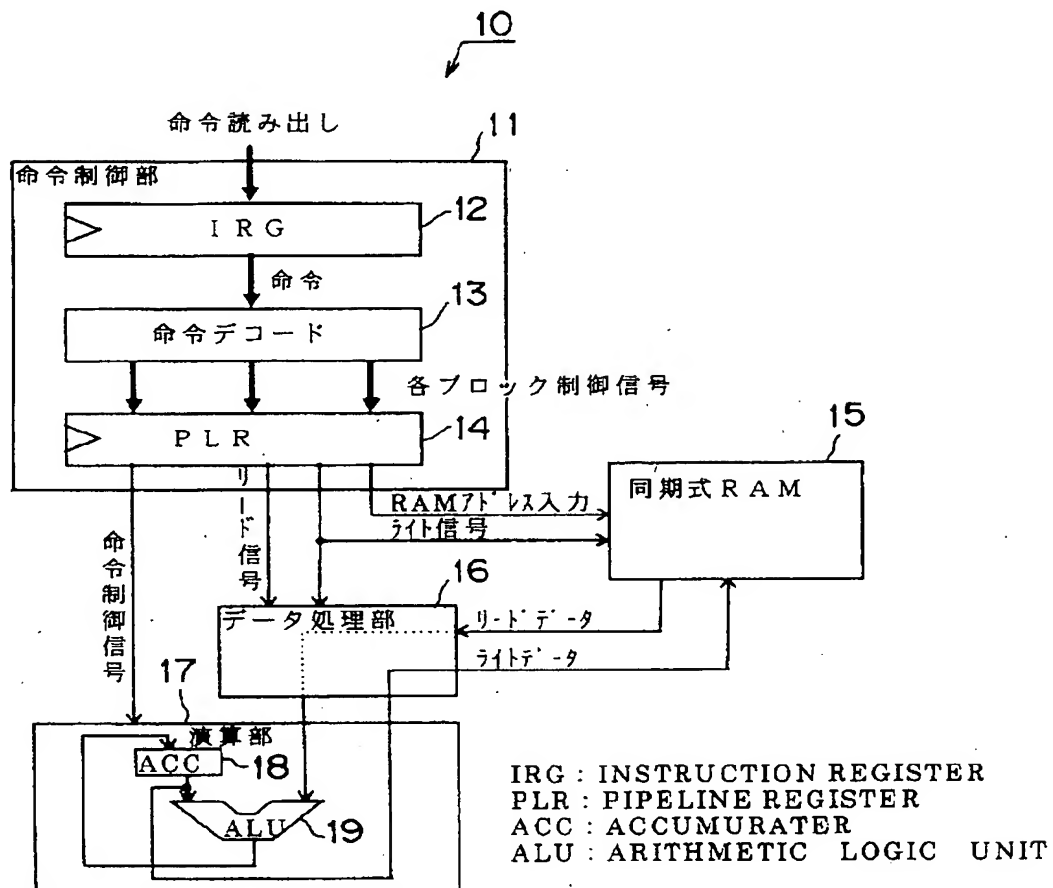 10
命令読み出し
11
命令制御部
IRG
12
命令
13
命令デコード
各ブロック制御信号
PLR
14
15
同期式RAM
RAMアドレス入力
ライト信号
リード信号
命令制御信号
16
データ処理部
リードデータ
ライトデータ
17
演算部
ACC
18
ALU
19
IRG : INSTRUCTION REGISTER
PLR : PIPELINE REGISTER
ACC : ACCUMURATER
ALU : ARITHMETIC LOGIC UNIT